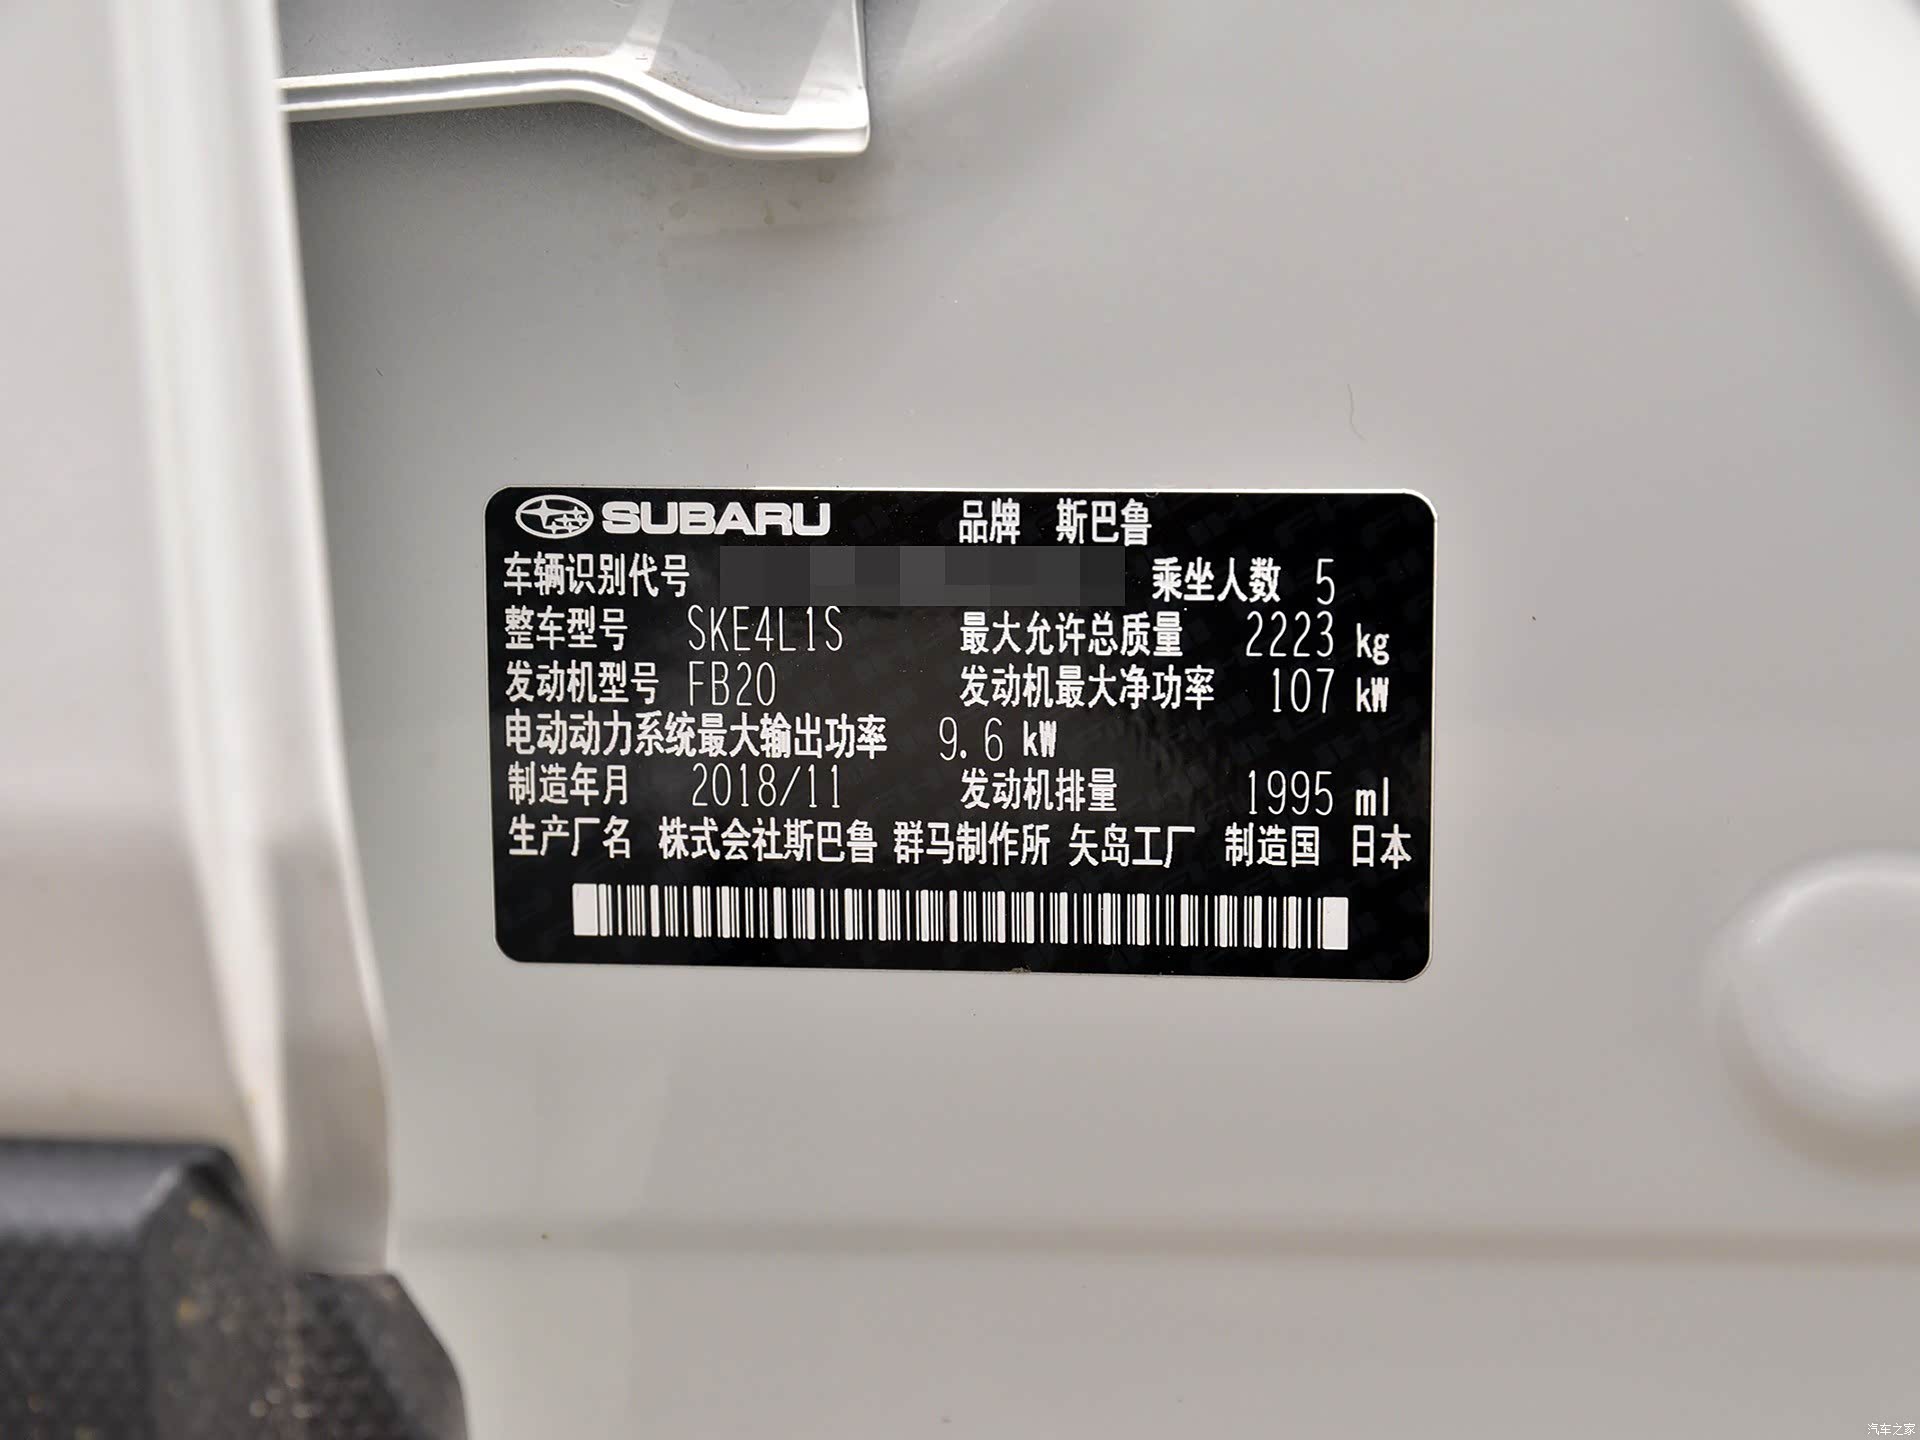 SUBARU 品牌 斯巴鲁
车辆识别代号 乘坐人数 5
整车型号 SKE4L1S 最大允许总质量 2223 kg
发动机型号 FB20 发动机最大净功率 107 kW
电动动力系统最大输出功率 9.6 kW
制造年月 2018/11 发动机排量 1995 ml
生产厂名 株式会社斯巴鲁 群马制作所 矢岛工厂 制造国 日本
汽车之家